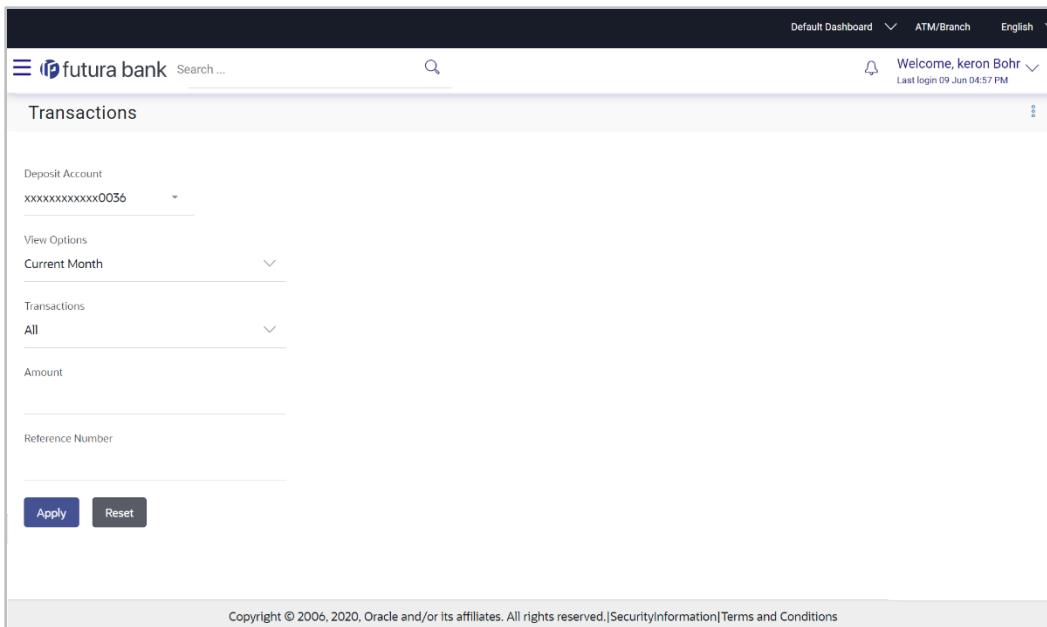 Default Dashboard ATM/Branch English
futura bank Search ... Welcome, keron Bohr
Last login 09 Jun 04:57 PM
Transactions
Deposit Account
xxxxxxxxxxxx0036
View Options
Current Month
Transactions
All
Amount
Reference Number
Apply Reset
Copyright © 2006, 2020, Oracle and/or its affiliates. All rights reserved.|SecurityInformation|Terms and Conditions